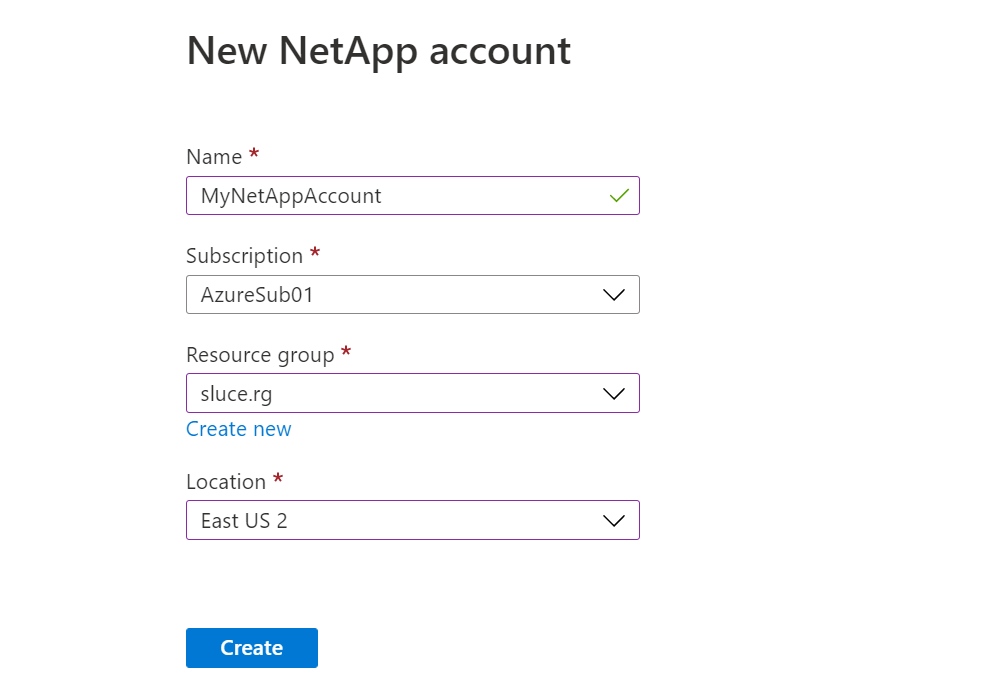 New NetApp account
Name *
MyNetAppAccount
Subscription *
AzureSub01
Resource group *
sluce.rg
Create new
Location *
East US 2
Create